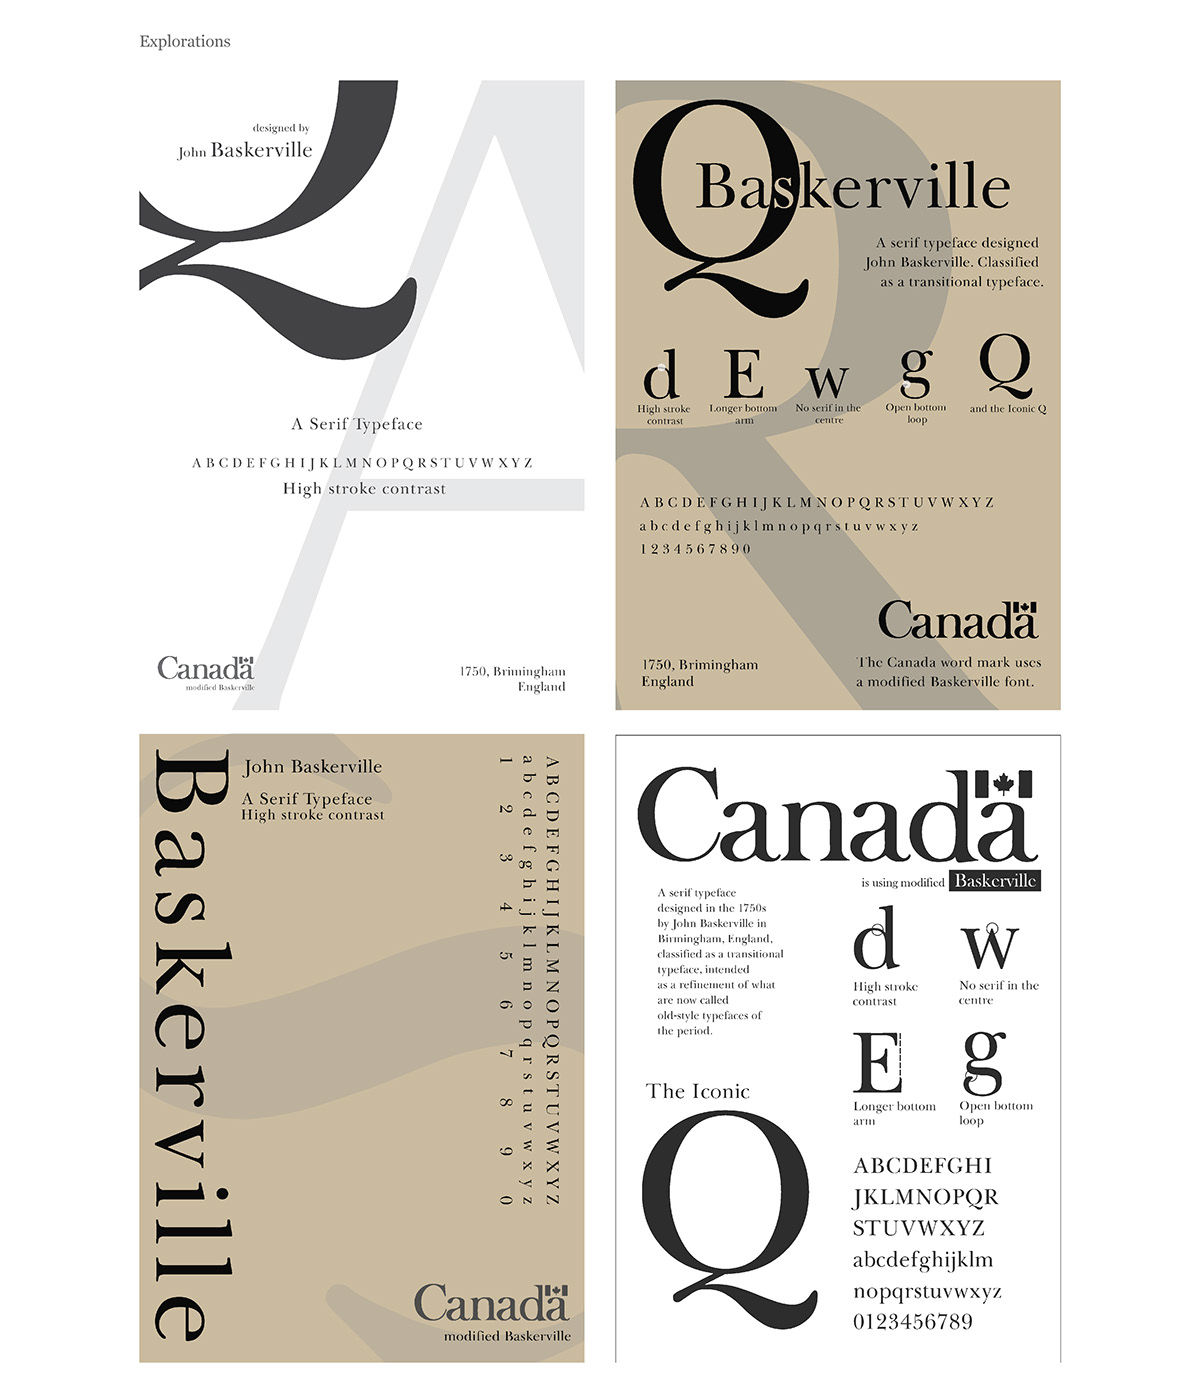 Explorations
designed by
John Baskerville
A Serif Typeface
A B C D E F G H I J K L M N O P Q R S T U V W X Y Z
High stroke contrast
Canada
modified Baskerville
1750, Brimingham
England
Q
Baskerville
A serif typeface designed
John Baskerville. Classified
as a transitional typeface.
d E w g Q
High stroke
contrast
Longer bottom
arm
No serif in the
centre
Open bottom
loop
and the Iconic Q
A B C D E F G H I J K L M N O P Q R S T U V W X Y Z
a b c d e f g h i j k l m n o p q r s t u v w x y z
1 2 3 4 5 6 7 8 9 0
Canada
The Canada word mark uses
a modified Baskerville font.
1750, Brimingham
England
Baskerville
John Baskerville
A Serif Typeface
High stroke contrast
A B C D E F G H I J K L M N O P Q R S T U V W X Y Z
a b c d e f g h i j k l m n o p q r s t u v w x y z
1 2 3 4 5 6 7 8 9 0
Canada
modified Baskerville
Canada
is using modified Baskerville
A serif typeface
designed in the 1750s
by John Baskerville in
Birmingham, England,
classified as a transitional
typeface, intended
as a refinement of what
are now called
old-style typefaces of
the period.
d w
High stroke
contrast
No serif in the
centre
E g
Longer bottom
arm
Open bottom
loop
The Iconic
Q
ABCDEFGHI
JKLMNOPQR
STUVWXYZ
abcdefghijklm
nopqrstuvwxyz
0123456789